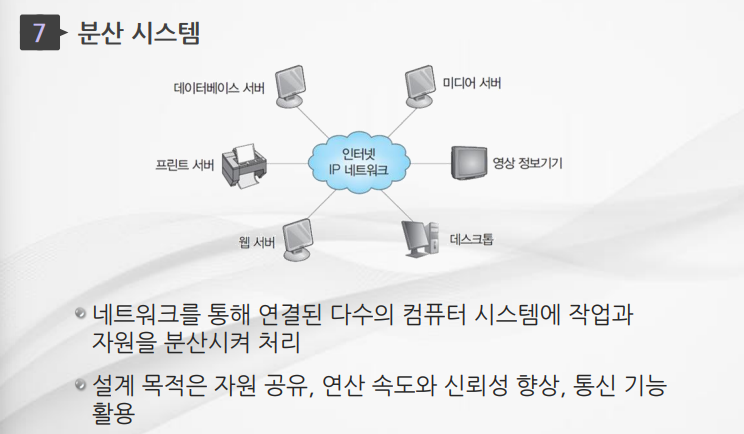 7 분산 시스템
데이터베이스 서버
미디어 서버
프린트 서버
인터넷
IP 네트워크
영상 정보기기
웹 서버
데스크톱
네트워크를 통해 연결된 다수의 컴퓨터 시스템에 작업과
자원을 분산시켜 처리
설계 목적은 자원 공유, 연산 속도와 신뢰성 향상, 통신 기능
활용